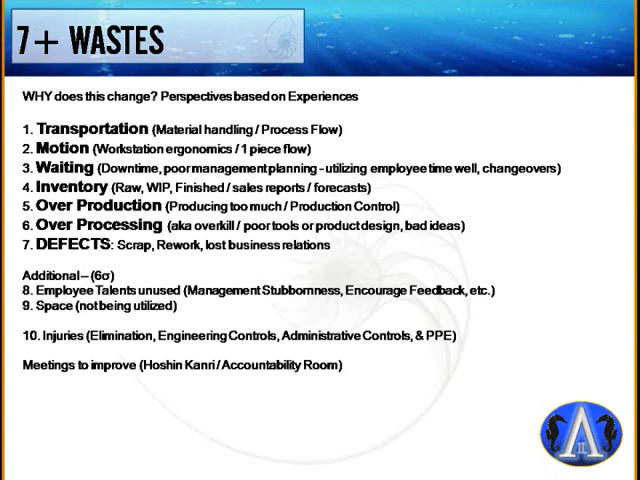 7+ WASTES
WHY does this change? Perspectives based on Experiences
1. Transportation (Material handling / Process Flow)
2. Motion (Workstation ergonomics / 1 piece flow)
3. Waiting (Downtime, poor management planning - utilizing employee time well, changeovers)
4. Inventory (Raw, WIP, Finished / sales reports / forecasts)
5. Over Production (Producing too much / Production Control)
6. Over Processing (aka overkill / poor tools or product design, bad ideas)
7. DEFECTS: Scrap, Rework, lost business relations
Additional – (6σ)
8. Employee Talents unused (Management Stubbornness, Encourage Feedback, etc.)
9. Space (not being utilized)
10. Injuries (Elimination, Engineering Controls, Administrative Controls, & PPE)
Meetings to improve (Hoshin Kanri / Accountability Room)